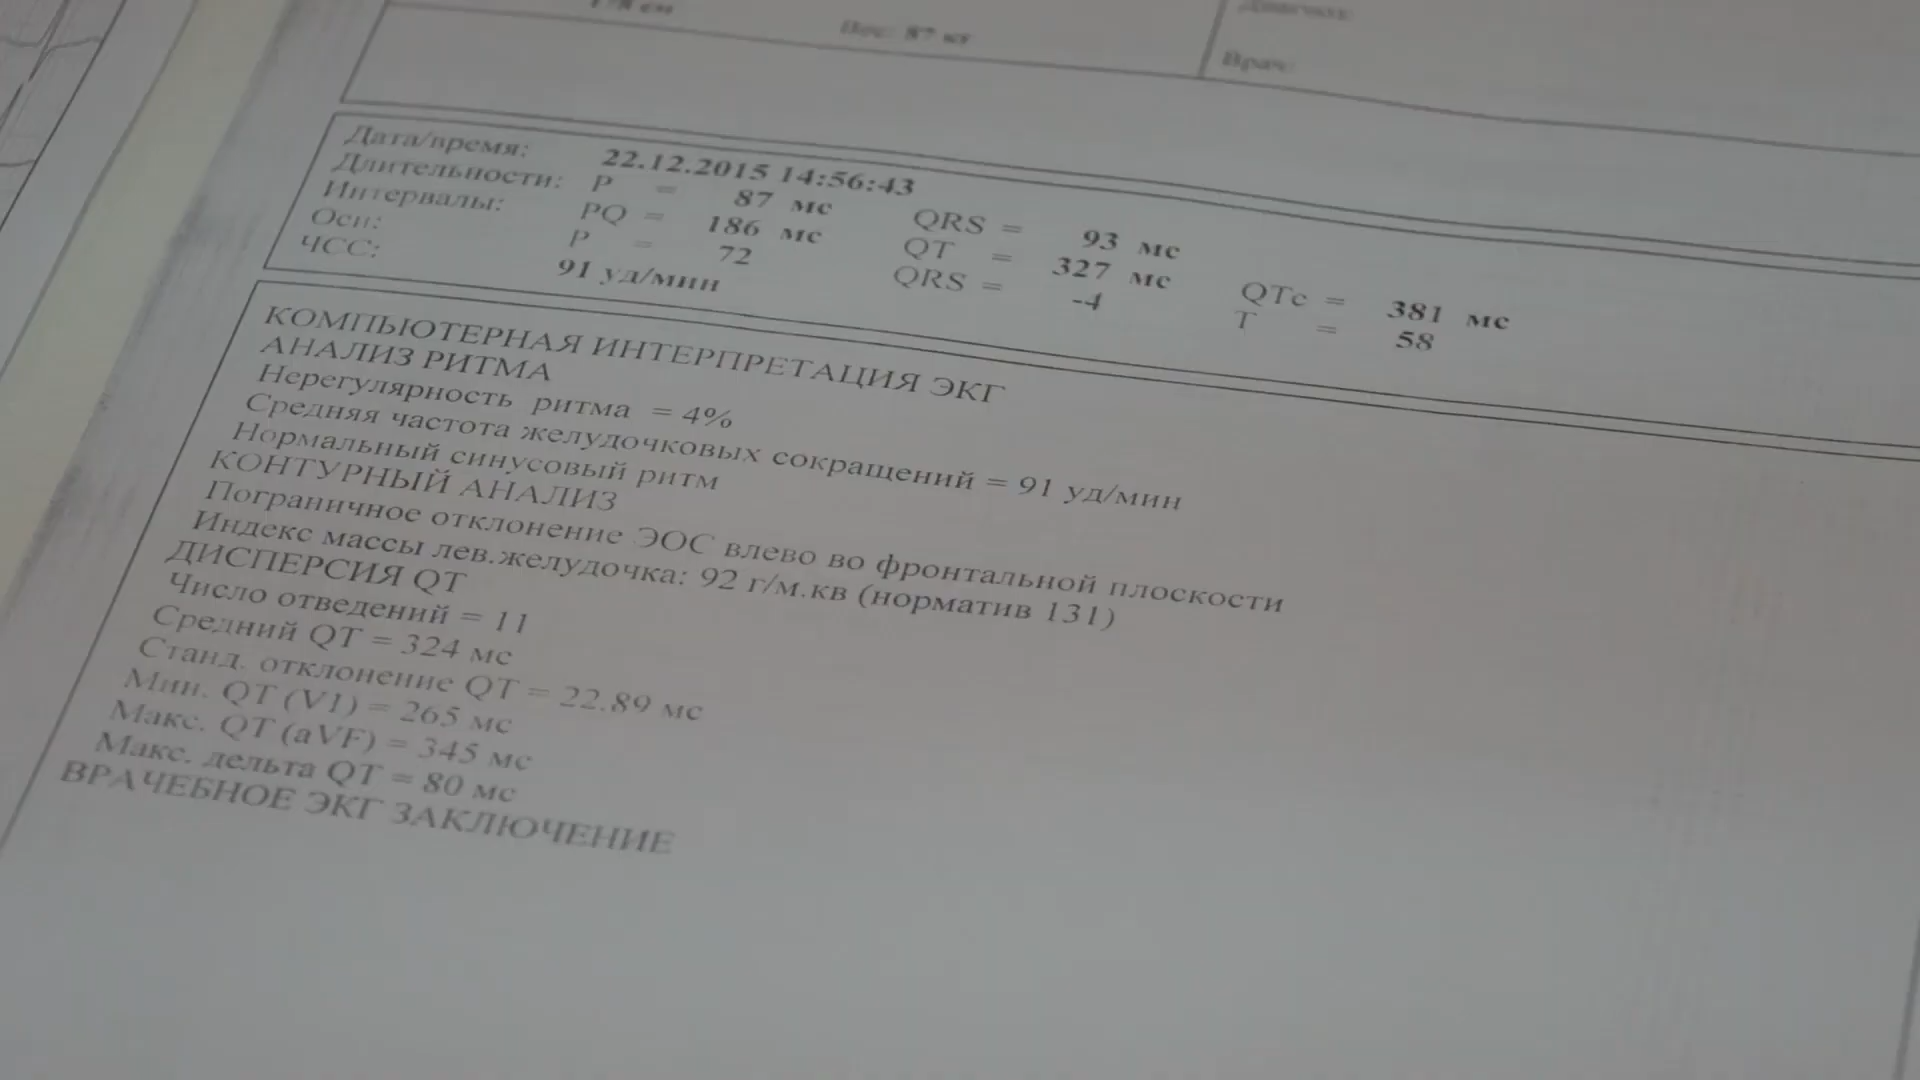 178 см
Вес: 87 кг
Диагноз:
Врач:
Дата/время: 22.12.2015 14:56:43
Длительности: P = 87 мс QRS = 93 мс
Интервалы: PQ = 186 мс QT = 327 мс QTc = 381 мс
Оси: P = 72 QRS = -4 T = 58
ЧСС: 91 уд/мин
КОМПЬЮТЕРНАЯ ИНТЕРПРЕТАЦИЯ ЭКГ
АНАЛИЗ РИТМА
Нерегулярность ритма = 4%
Средняя частота желудочковых сокращений = 91 уд/мин
Нормальный синусовый ритм
КОНТУРНЫЙ АНАЛИЗ
Пограничное отклонение ЭОС влево во фронтальной плоскости
Индекс массы лев.желудочка: 92 г/м.кв (норматив 131)
ДИСПЕРСИЯ QT
Число отведений = 11
Средний QT = 324 мс
Станд. отклонение QT = 22.89 мс
Мин. QT (V1) = 265 мс
Макс. QT (aVF) = 345 мс
Макс. дельта QT = 80 мс
ВРАЧЕБНОЕ ЭКГ ЗАКЛЮЧЕНИЕ